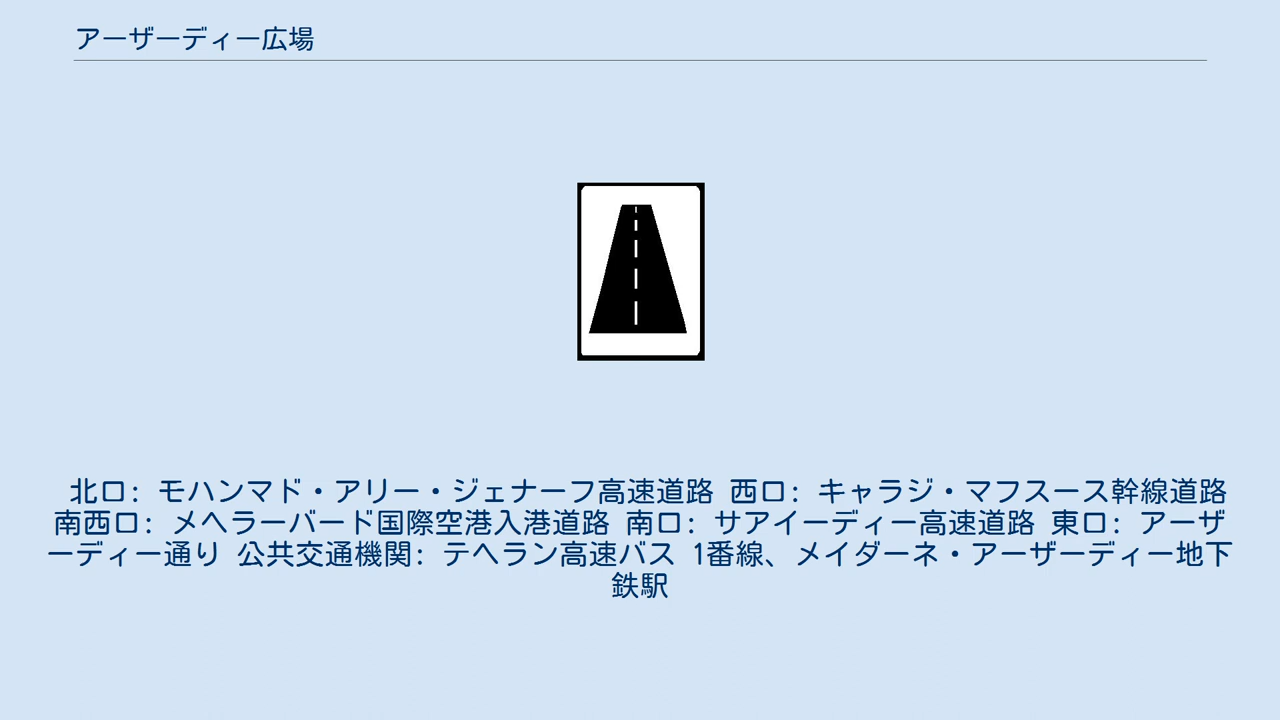 アーザーディー広場
北口: モハンマド・アリー・ジェナーフ高速道路 西口: キャラジ・マフスース幹線道路
南西口: メヘラーバード国際空港入港道路 南口: サアイーディー高速道路 東口: アーザ
ーディー通り 公共交通機関: テヘラン高速バス 1番線、メイダーネ・アーザーディー地下
鉄駅